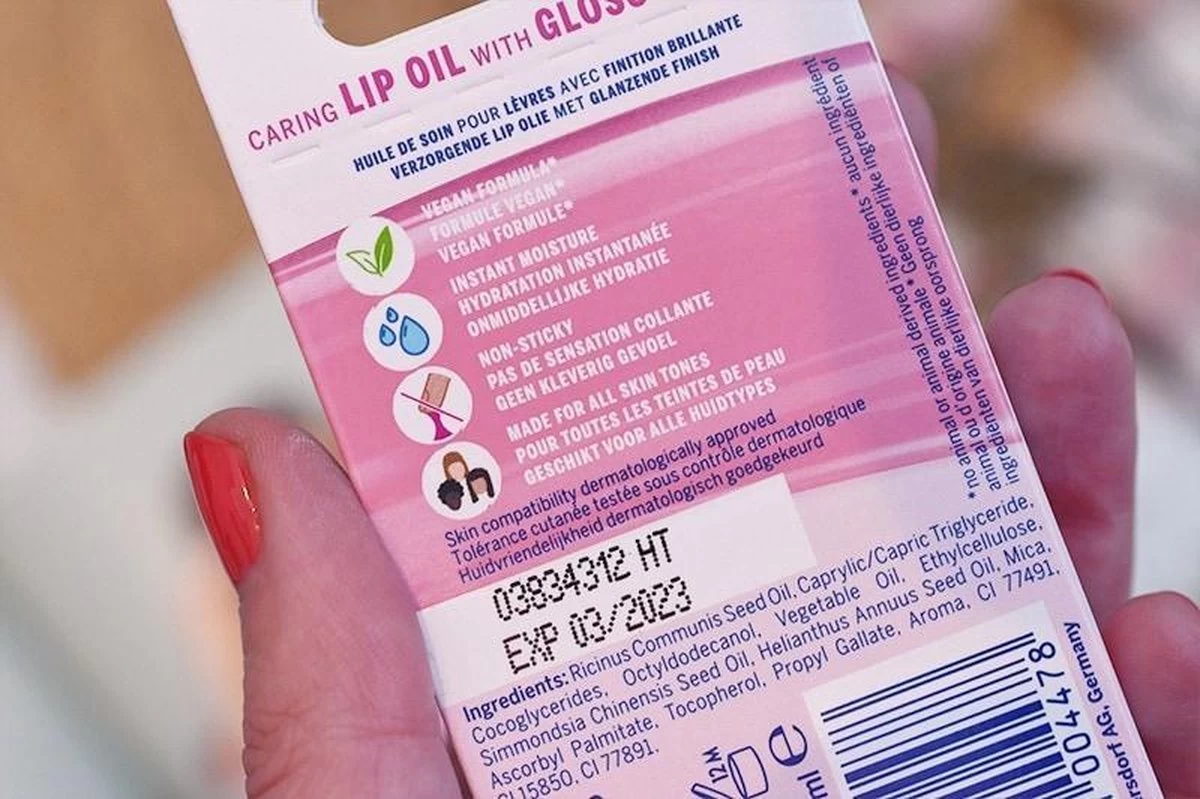 CARING LIP OIL WITH GLOSS
HUILE DE SOIN POUR LÈVRES AVEC FINITION BRILLANTE
VERZORGENDE LIP OLIE MET GLANZENDE FINISH
VEGAN FORMULA*
FORMULE VEGAN*
VEGAN FORMULE*
INSTANT MOISTURE
HYDRATATION INSTANTANÉE
ONMIDDELLIJKE HYDRATIE
NON-STICKY
PAS DE SENSATION COLLANTE
GEEN KLEVERIG GEVOEL
MADE FOR ALL SKIN TONES
POUR TOUTES LES TEINTES DE PEAU
GESCHIKT VOOR ALLE HUIDTYPES
Skin compatibility dermatologically approved
Tolérance cutanée testée sous contrôle dermatologique
Huidvriendelijkheid dermatologisch goedgekeurd
*no animal or animal derived ingredients* aucun ingrédient
animal ou d'origine animale* Geen dierlijke ingrediënten of
ingrediënten van dierlijke oorsprong
03834312 HT
EXP 03/2023
Ingredients: Ricinus Communis Seed Oil, Caprylic/Capric Triglyceride,
Cocoglycerides, Octyldodecanol, Vegetable Oil, Ethylcellulose,
Simmondsia Chinensis Seed Oil, Helianthus Annuus Seed Oil, Mica,
Ascorbyl Palmitate, Tocopherol, Propyl Gallate, Aroma, CI 77491,
CI 15850, CI 77891.
12M
ml e
004478
ersdorf AG, Germany